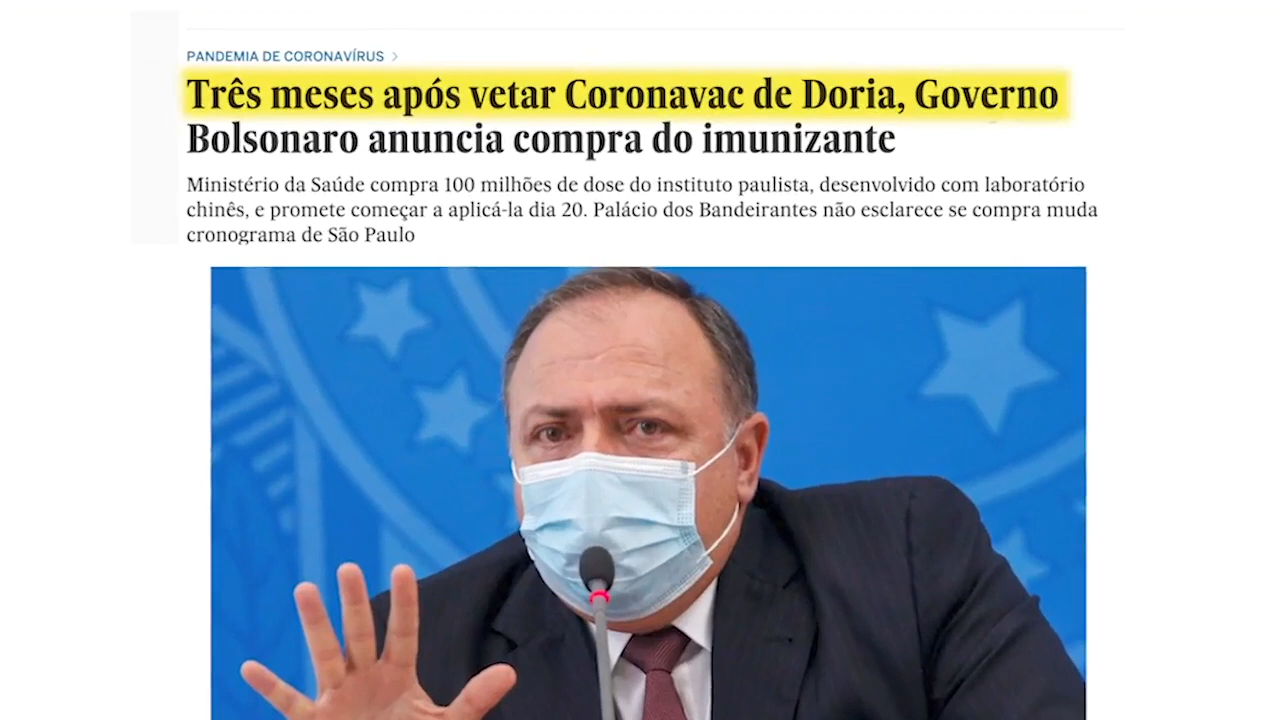 PANDEMIA DE CORONAVÍRUS >
Três meses após vetar Coronavac de Doria, Governo
Bolsonaro anuncia compra do imunizante
Ministério da Saúde compra 100 milhões de dose do instituto paulista, desenvolvido com laboratório
chinês, e promete começar a aplicá-la dia 20. Palácio dos Bandeirantes não esclarece se compra muda
cronograma de São Paulo